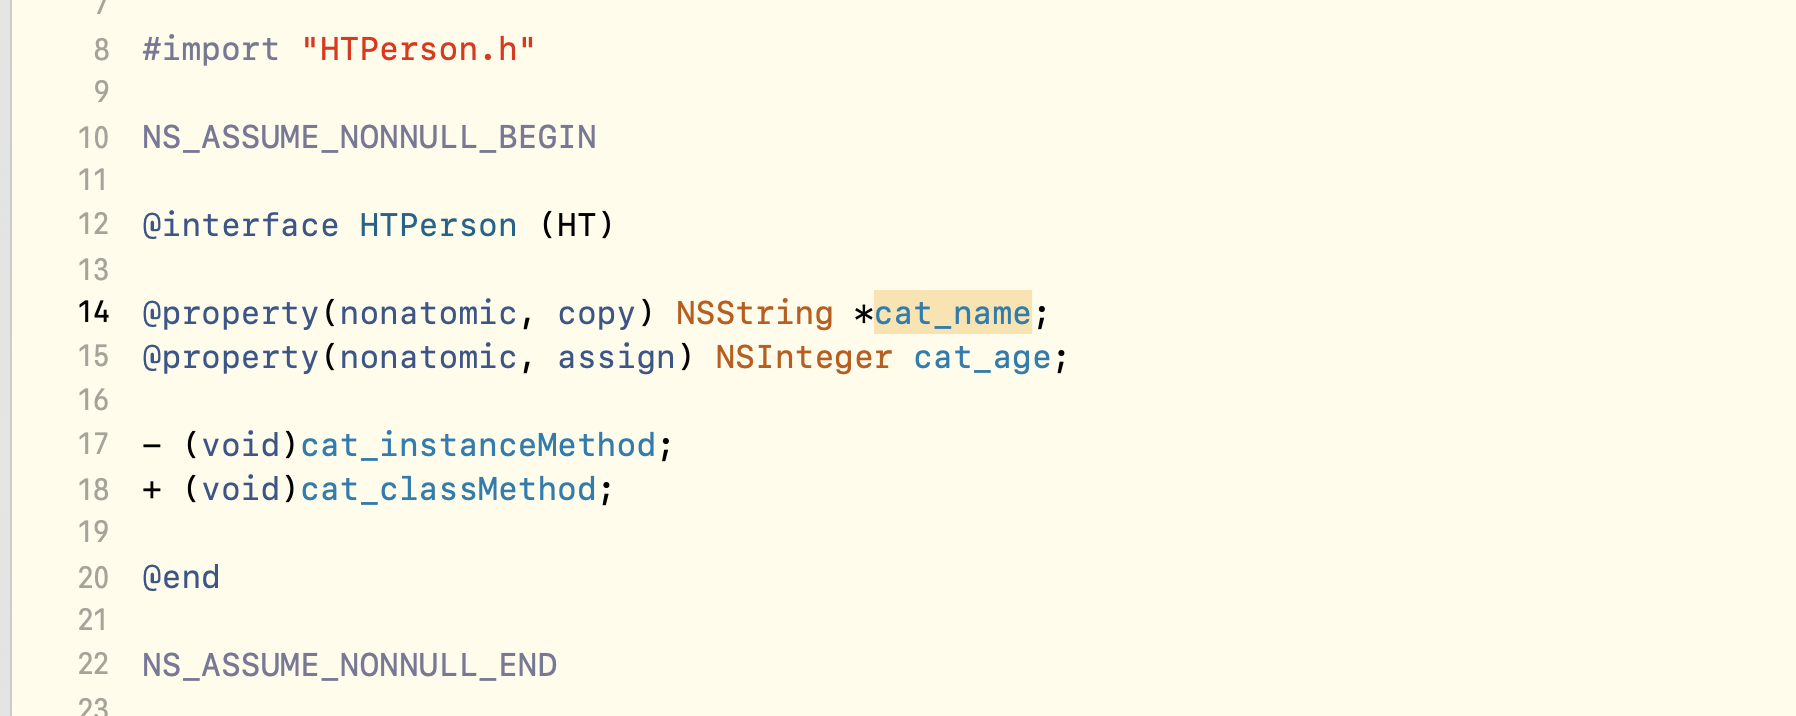 7
8 #import "HTPerson.h"
9
10 NS_ASSUME_NONNULL_BEGIN
11
12 @interface HTPerson (HT)
13
14 @property(nonatomic, copy) NSString *cat_name;
15 @property(nonatomic, assign) NSInteger cat_age;
16
17 - (void)cat_instanceMethod;
18 + (void)cat_classMethod;
19
20 @end
21
22 NS_ASSUME_NONNULL_END
23